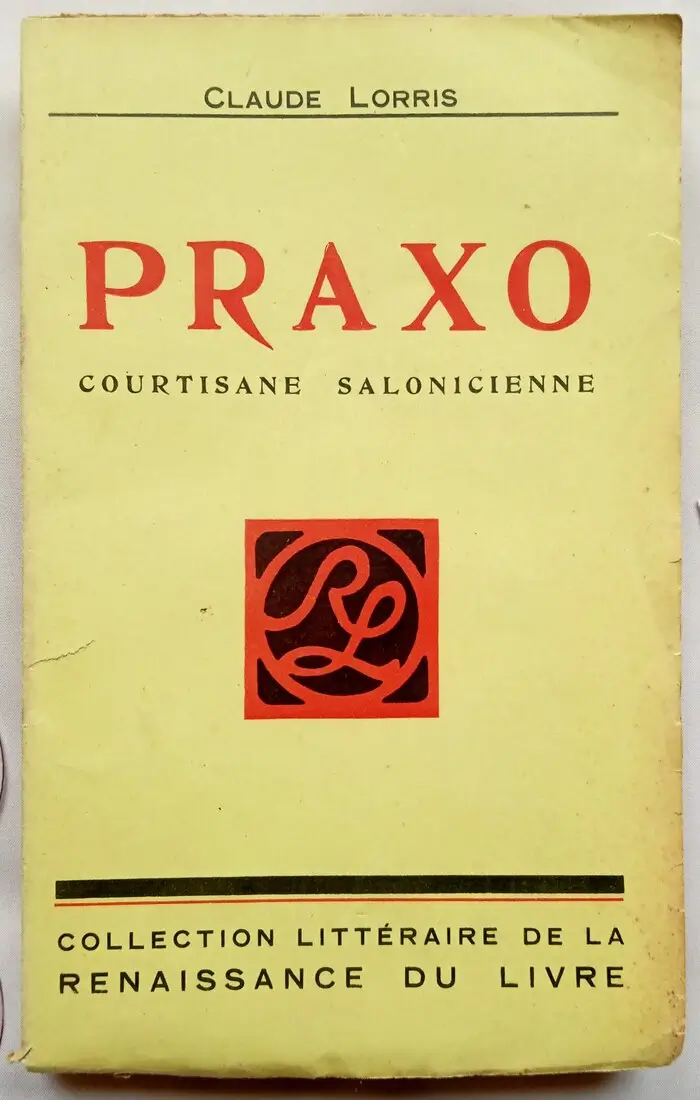 CLAUDE LORRIS
PRAXO
COURTISANE SALONICIENNE
RL
COLLECTION LITTÉRAIRE DE LA
RENAISSANCE DU LIVRE